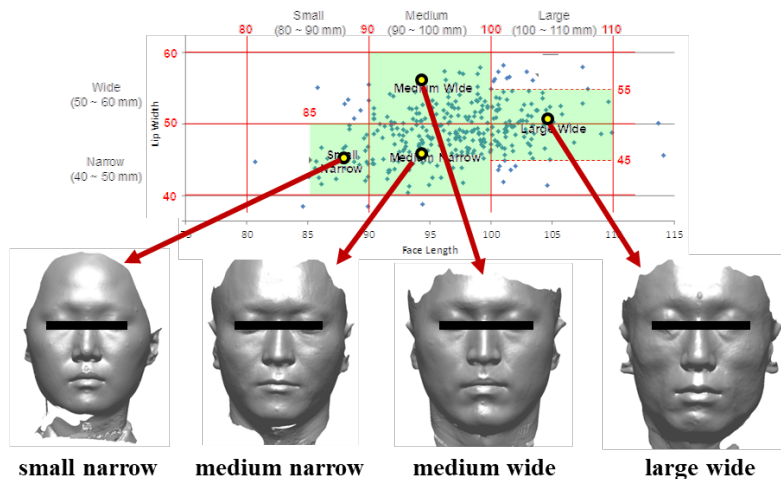 Small
(80 ~ 90 mm)
Medium
(90 ~ 100 mm)
Large
(100 ~ 110 mm)
80
90
100
110
60
Wide
(50 ~ 60 mm)
Medium Wide
55
85
Lip Width
50
Large Wide
Small
Narrow
Medium Narrow
Narrow
(40 ~ 50 mm)
45
40
75
80
85
90
95
100
105
110
115
Face Length
small narrow
medium narrow
medium wide
large wide